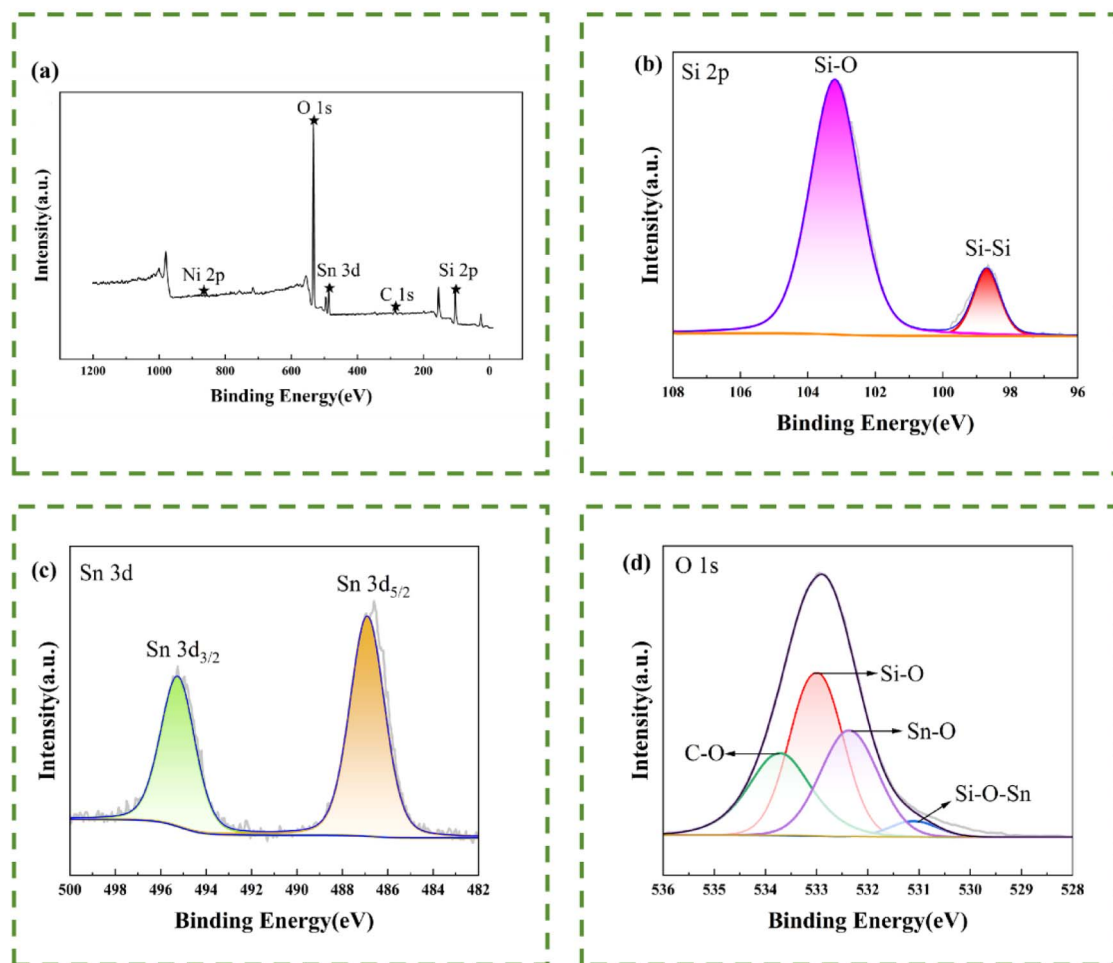 (a)
O 1s
Ni 2p
Sn 3d
C 1s
Si 2p
Intensity(a.u.)
1200 1000 800 600 400 200 0
Binding Energy(eV)
(b)
Si 2p
Si-O
Si-Si
Intensity(a.u.)
108 106 104 102 100 98 96
Binding Energy(eV)
(c)
Sn 3d
Sn 3d5/2
Sn 3d3/2
Intensity(a.u.)
500 498 496 494 492 490 488 486 484 482
Binding Energy(eV)
(d)
O 1s
Si-O
Sn-O
C-O
Si-O-Sn
Intensity(a.u.)
536 535 534 533 532 531 530 529 528
Binding Energy(eV)